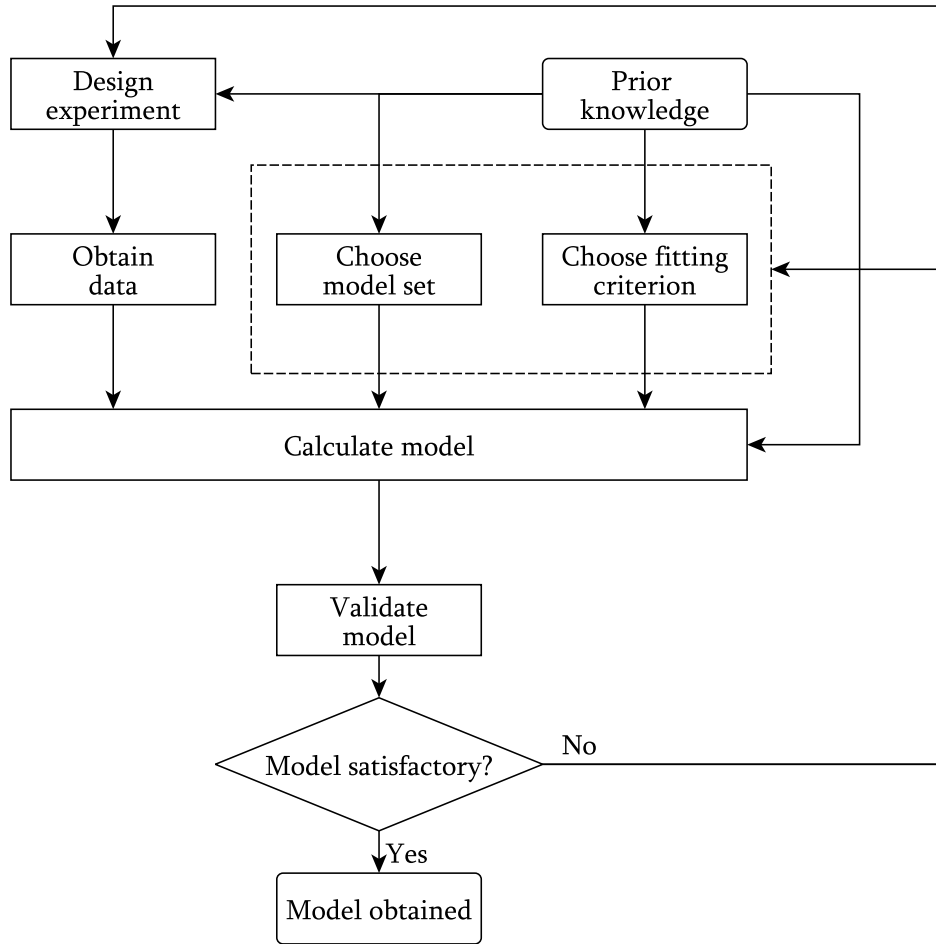 Design
experiment
Prior
knowledge
Obtain
data
Choose
model set
Choose fitting
criterion
Calculate model
Validate
model
Model satisfactory?
No
Yes
Model obtained